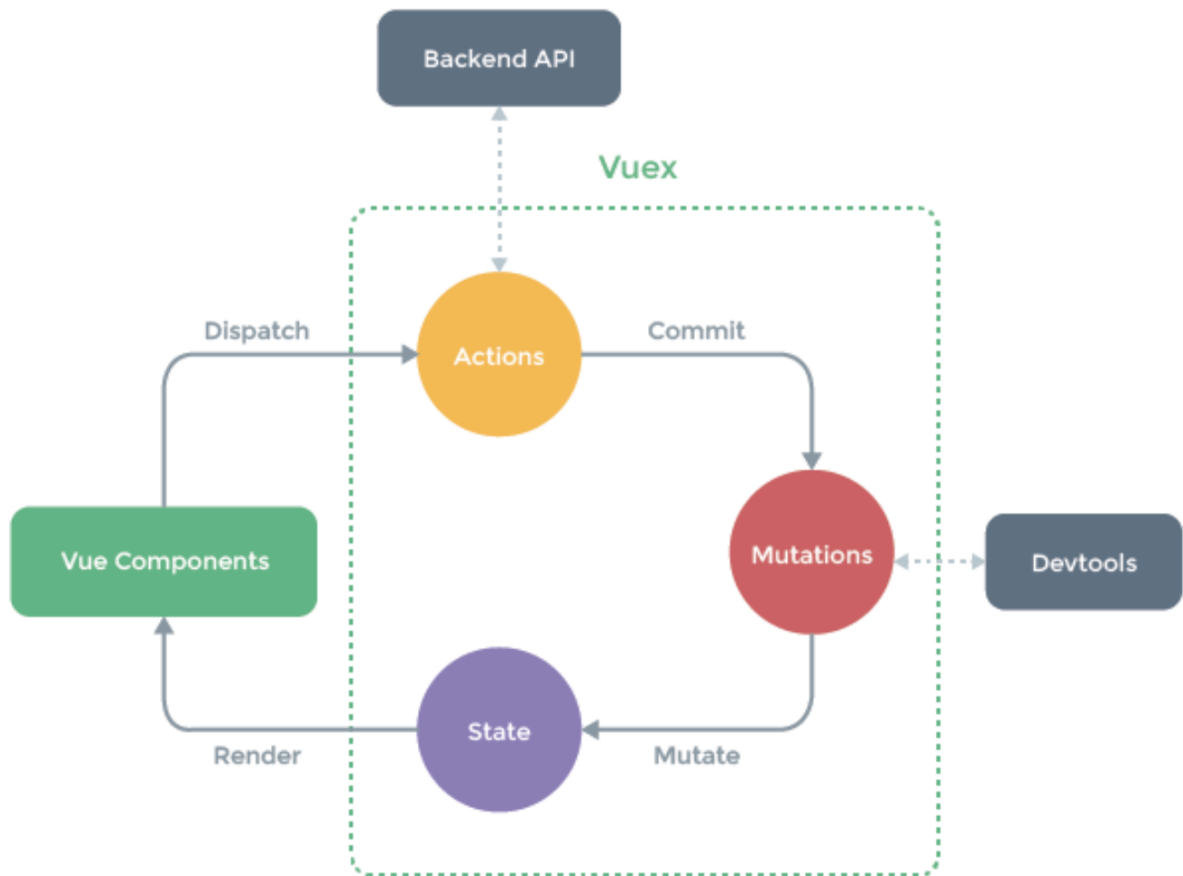 Backend API
Vuex
Dispatch
Commit
Actions
Vue Components
Mutations
Devtools
State
Render
Mutate